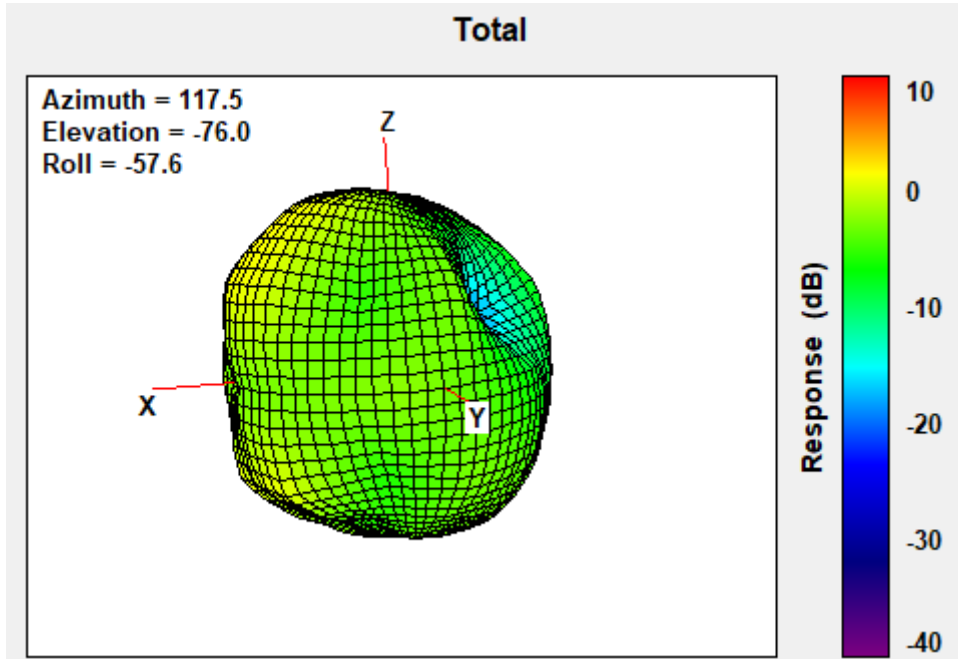 Total
Azimuth = 117.5
Elevation = -76.0
Roll = -57.6
Z
X
Y
10
0
-10
-20
-30
-40
Response (dB)